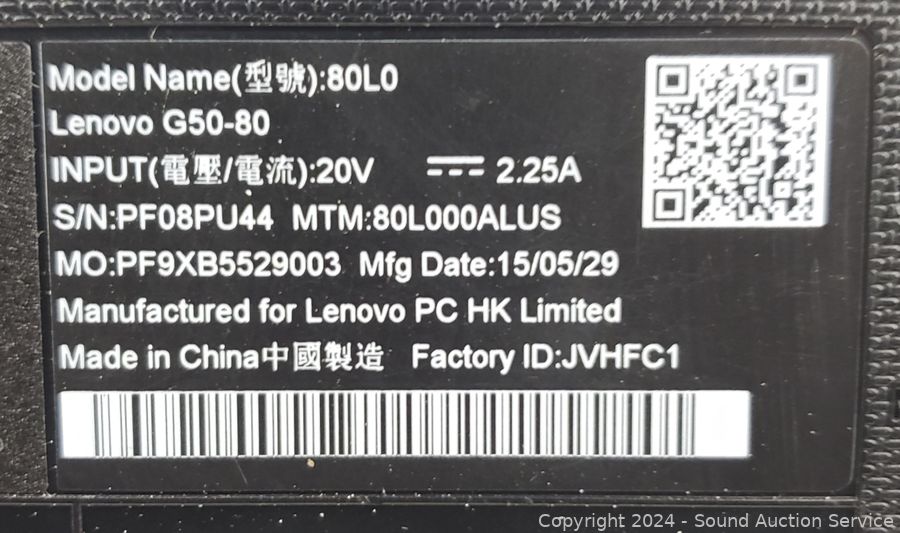 Model Name(型號):80L0
Lenovo G50-80
INPUT(電壓/電流):20V ⎓ 2.25A
S/N:PF08PU44 MTM:80L000ALUS
MO:PF9XB5529003 Mfg Date:15/05/29
Manufactured for Lenovo PC HK Limited
Made in China中國製造 Factory ID:JVHFC1
Copyright 2024 - Sound Auction Service